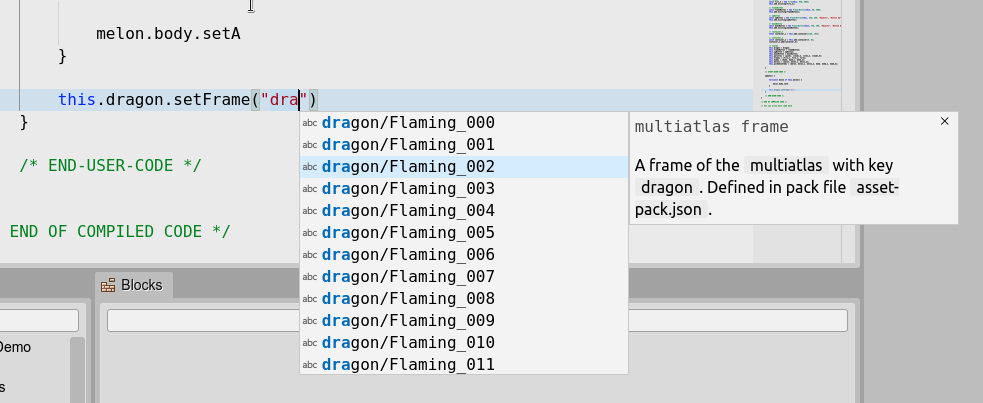 melon.body.setA
}
this.dragon.setFrame("dra")
}
/* END-USER-CODE */
END OF COMPILED CODE */
abc dragon/Flaming_000
abc dragon/Flaming_001
abc dragon/Flaming_002
abc dragon/Flaming_003
abc dragon/Flaming_004
abc dragon/Flaming_005
abc dragon/Flaming_006
abc dragon/Flaming_007
abc dragon/Flaming_008
abc dragon/Flaming_009
abc dragon/Flaming_010
abc dragon/Flaming_011
multiatlas frame
A frame of the multiatlas with key
dragon . Defined in pack file asset-
pack.json .
Blocks
Demo
s